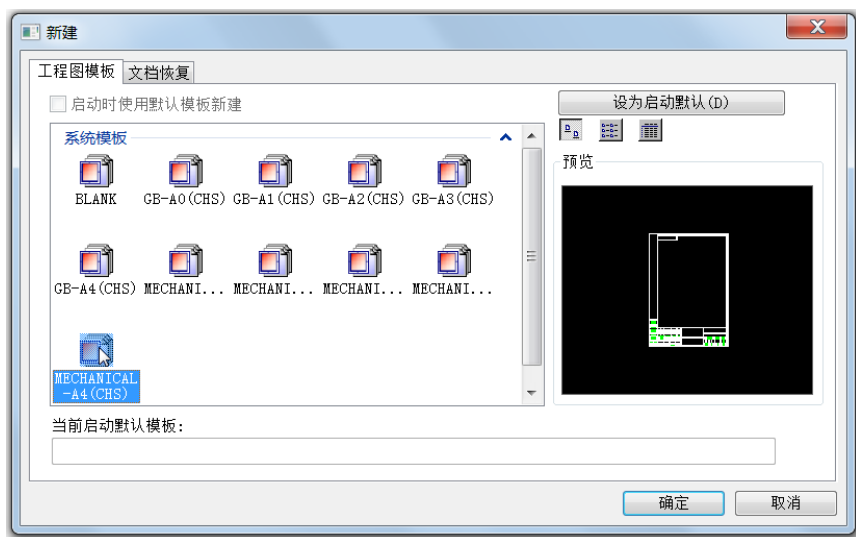 新建
工程图模板 文档恢复
启动时使用默认模板新建
设为启动默认(D)
系统模板
预览
BLANK GB-A0(CHS) GB-A1(CHS) GB-A2(CHS) GB-A3(CHS)
GB-A4(CHS) MECHANI... MECHANI... MECHANI... MECHANI...
MECHANICAL
-A4(CHS)
当前启动默认模板:
确定 取消